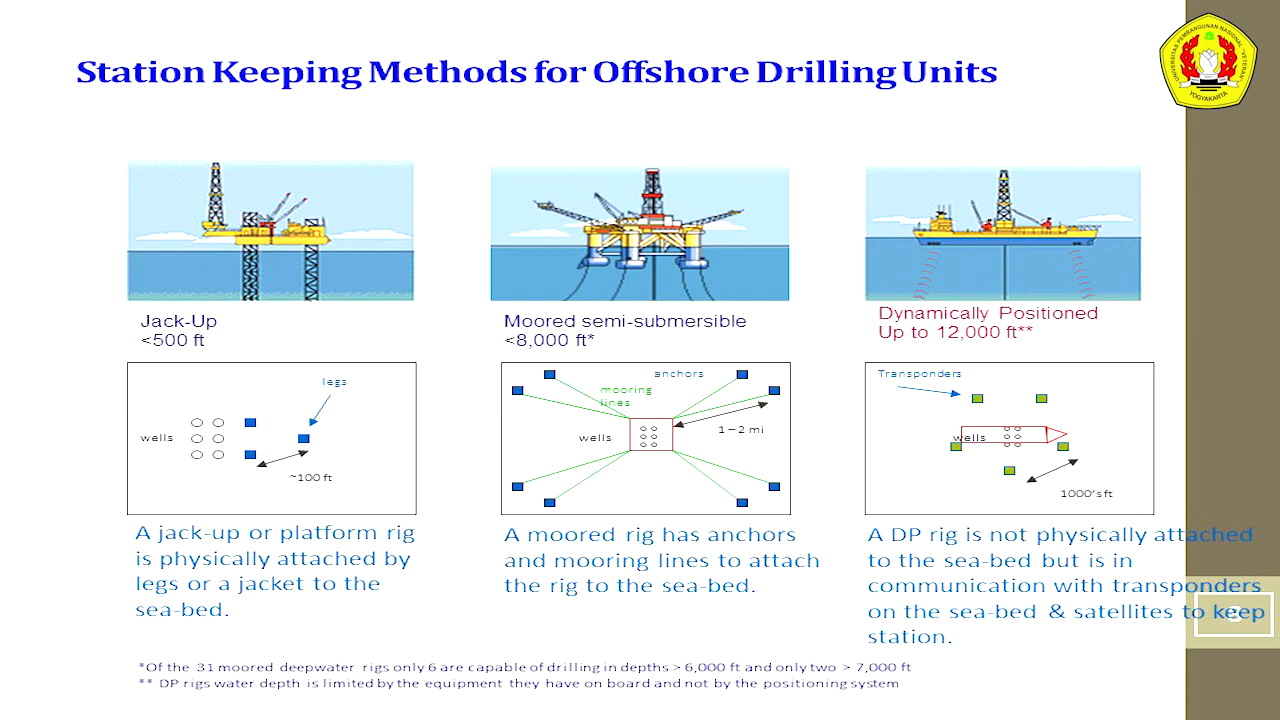 Station Keeping Methods for Offshore Drilling Units
UNIVERSITAS PEMBANGUNAN NASIONAL "VETERAN"
YOGYAKARTA
Jack-Up
<500 ft
Moored semi-submersible
<8,000 ft*
Dynamically Positioned
Up to 12,000 ft**
legs
wells
~100 ft
anchors
mooring
lines
wells
1 – 2 mi
Transponders
wells
1000's ft
A jack-up or platform rig
is physically attached by
legs or a jacket to the
sea-bed.
A moored rig has anchors
and mooring lines to attach
the rig to the sea-bed.
A DP rig is not physically attached
to the sea-bed but is in
communication with transponders
on the sea-bed & satellites to keep
station.
*Of the 31 moored deepwater rigs only 6 are capable of drilling in depths > 6,000 ft and only two > 7,000 ft
** DP rigs water depth is limited by the equipment they have on board and not by the positioning system